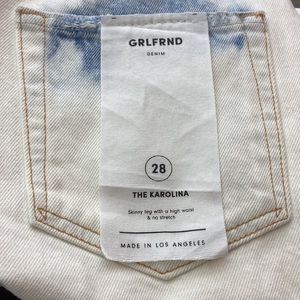 GRLFRND
DENIM
28
THE KAROLINA
Skinny leg with a high waist
& no stretch
MADE IN LOS ANGELES